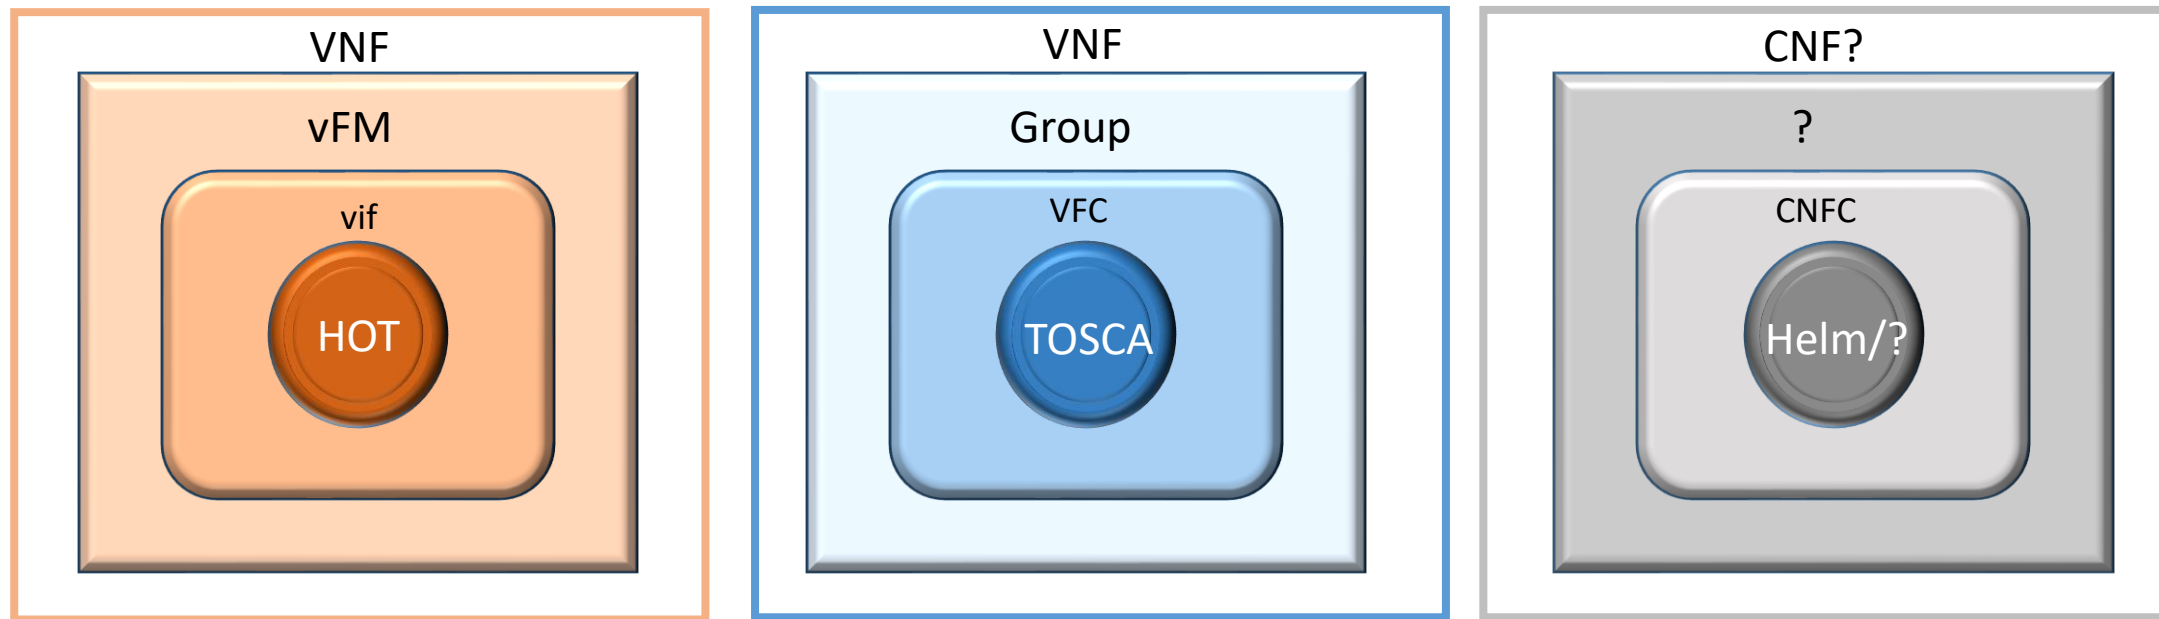 VNF
vFM
vif
HOT
VNF
Group
VFC
TOSCA
CNF?
?
CNFC
Helm/?